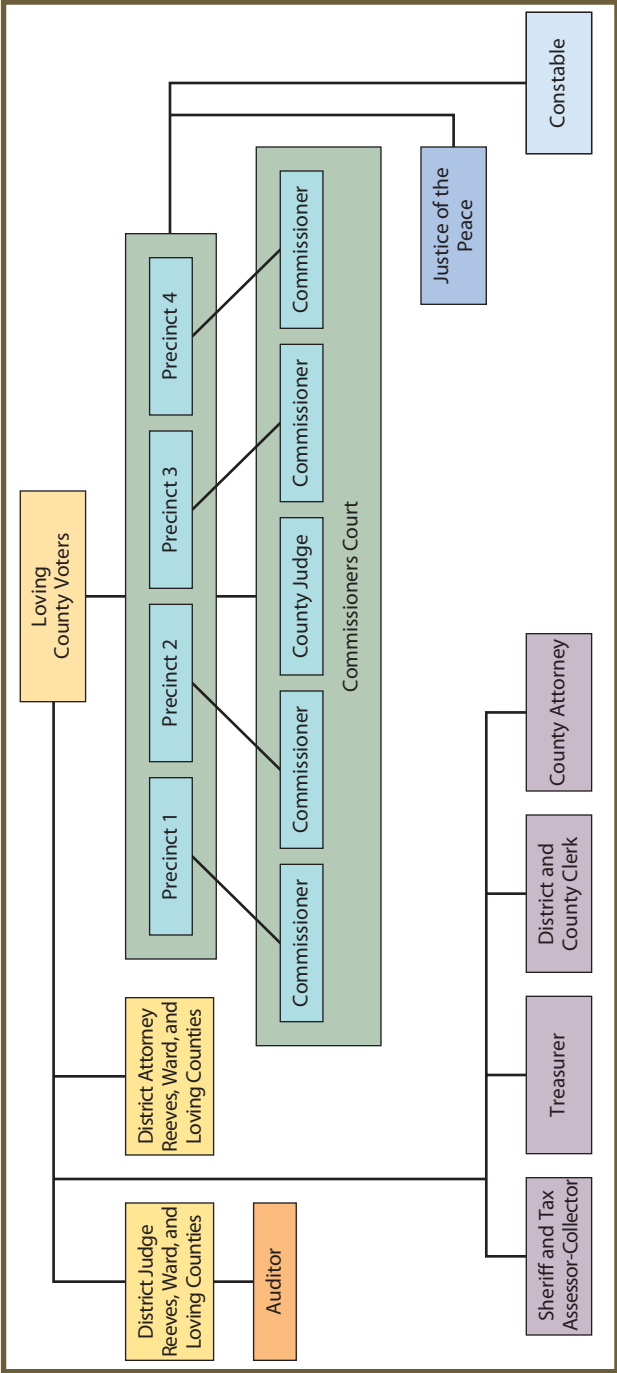 Loving
County Voters
District Judge
Reeves, Ward, and
Loving Counties
District Attorney
Reeves, Ward, and
Loving Counties
Precinct 1
Precinct 2
Precinct 3
Precinct 4
Auditor
Commissioner
Commissioner
County Judge
Commissioner
Commissioner
Commissioners Court
Justice of the
Peace
Sheriff and Tax
Assessor-Collector
Treasurer
District and
County Clerk
County Attorney
Constable